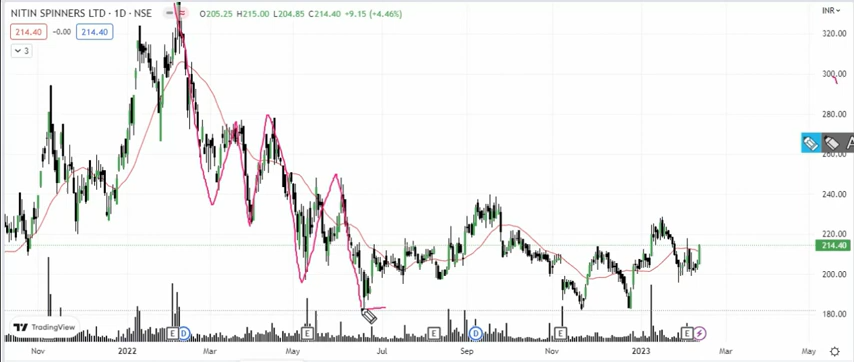 NITIN SPINNERS LTD · 1D · NSE O205.25 H215.00 L204.85 C214.40 +9.15 (+4.46%) INR
214.40 −0.00 214.40
3
320.00
300.00
260.00
240.00
220.00
214.40
200.00
180.00
TradingView
E D E E D E E
Nov 2022 Mar May Jul Sep Nov 2023 Mar May